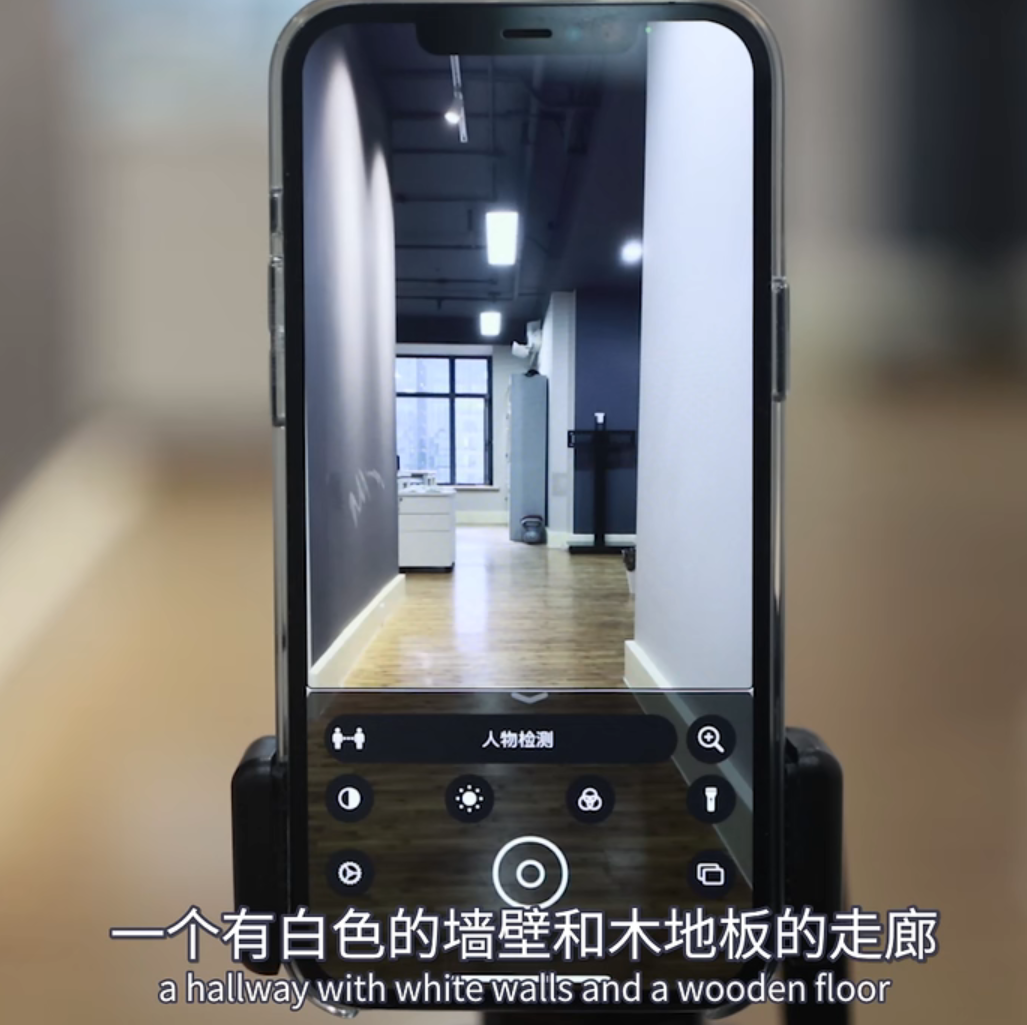 人物检测
一个有白色的墙壁和木地板的走廊
a hallway with white walls and a wooden floor